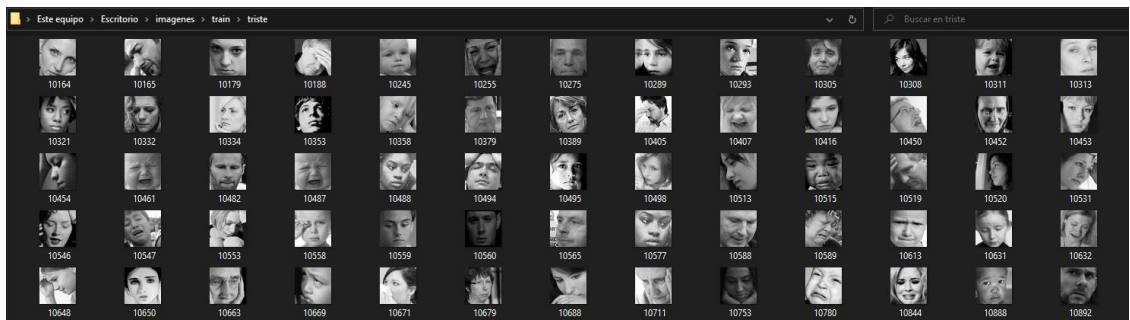 Este equipo > Escritorio > imagenes > train > triste
Buscar en triste
10164 10165 10179 10188 10245 10255 10275 10289 10293 10305 10308 10311 10313
10321 10332 10334 10353 10358 10379 10389 10405 10407 10416 10450 10452 10453
10454 10461 10482 10487 10488 10494 10495 10498 10513 10515 10519 10520 10531
10546 10547 10553 10558 10559 10560 10565 10577 10588 10589 10613 10631 10632
10648 10650 10663 10669 10671 10679 10688 10711 10753 10780 10844 10888 10892